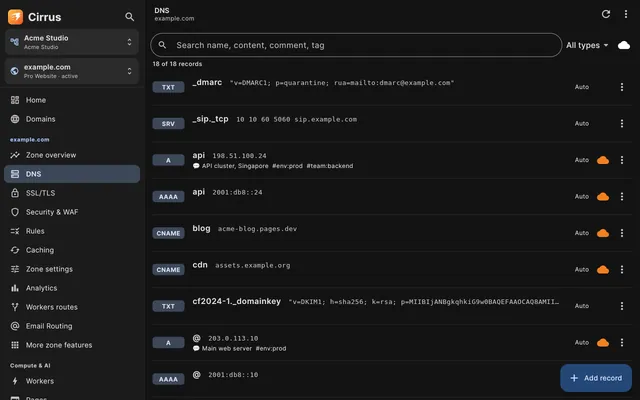 Cirrus
Acme Studio
Acme Studio
example.com
Pro Website · active
Home
Domains
example.com
Zone overview
DNS
SSL/TLS
Security & WAF
Rules
Caching
Zone settings
Analytics
Workers routes
Email Routing
More zone features
Compute & AI
Workers
DNS
example.com
Search name, content, comment, tag
All types
18 of 18 records
TXT _dmarc "v=DMARC1; p=quarantine; rua=mailto:dmarc@example.com" Auto
SRV _sip._tcp 10 10 60 5060 sip.example.com Auto
A api 198.51.100.24 Auto
API cluster, Singapore #env:prod #team:backend
AAAA api 2001:db8::24 Auto
CNAME blog acme-blog.pages.dev Auto
CNAME cdn assets.example.org Auto
TXT cf2024-1._domainkey "v=DKIM1; h=sha256; k=rsa; p=MIIBIjANBgkqhkiG9w0BAQEFAAOCAQ8AMII… Auto
A @ 203.0.113.10 Auto
Main web server #env:prod
AAAA @ 2001:db8::10
Add record